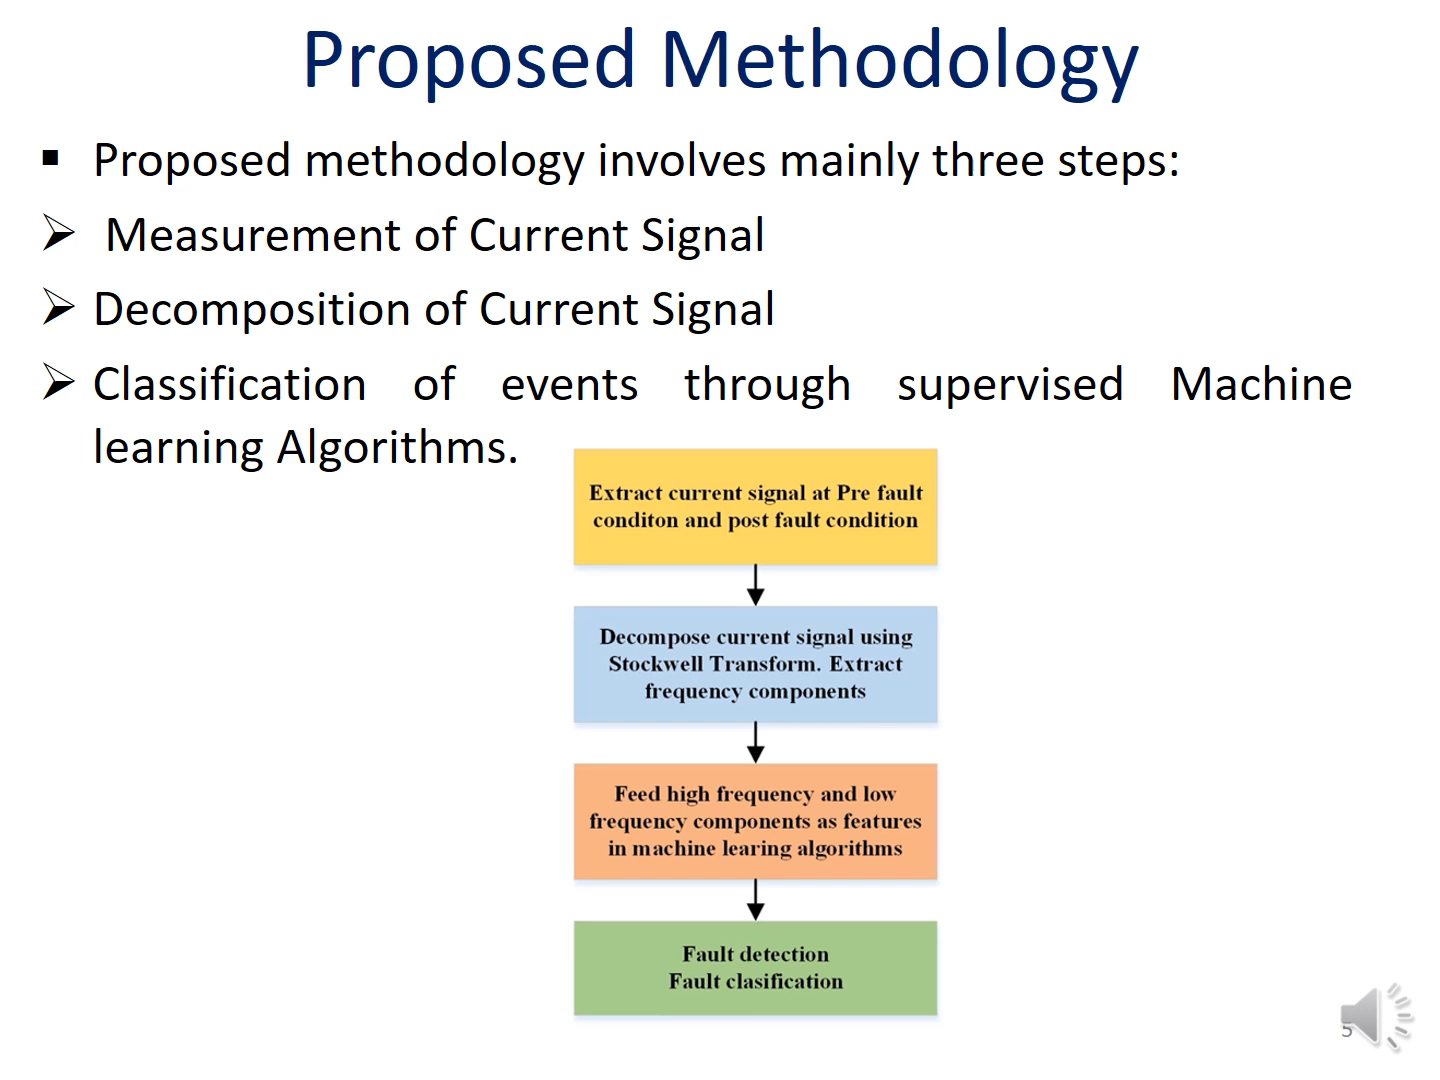 Proposed Methodology
▪ Proposed methodology involves mainly three steps:
➢ Measurement of Current Signal
➢ Decomposition of Current Signal
➢ Classification of events through supervised Machine
learning Algorithms.
Extract current signal at Pre fault
conditon and post fault condition
Decompose current signal using
Stockwell Transform. Extract
frequency components
Feed high frequency and low
frequency components as features
in machine learing algorithms
Fault detection
Fault clasification
5